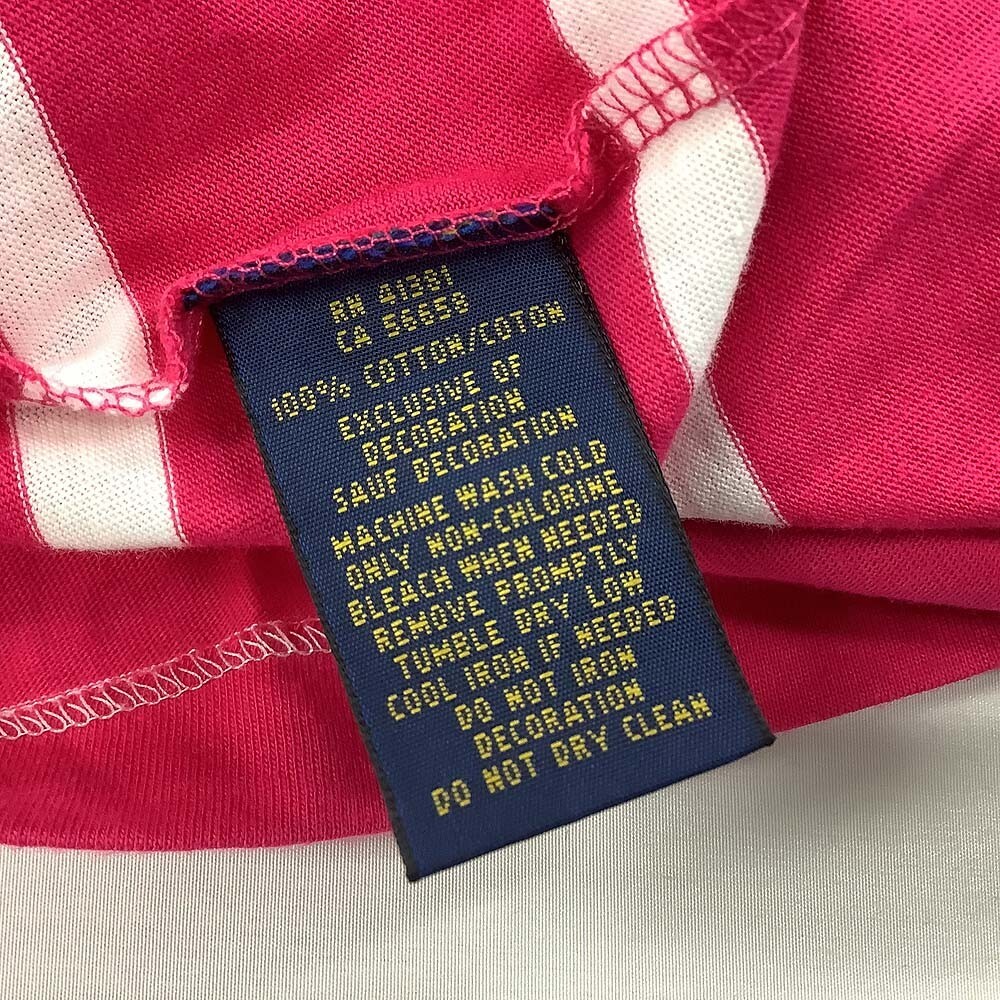 RN 41381
CA 56650
100% COTTON/COTON
EXCLUSIVE OF
DECORATION
SAUF DECORATION
MACHINE WASH COLD
ONLY NON-CHLORINE
BLEACH WHEN NEEDED
REMOVE PROMPTLY
TUMBLE DRY LOW
COOL IRON IF NEEDED
DO NOT IRON
DECORATION
DO NOT DRY CLEAN